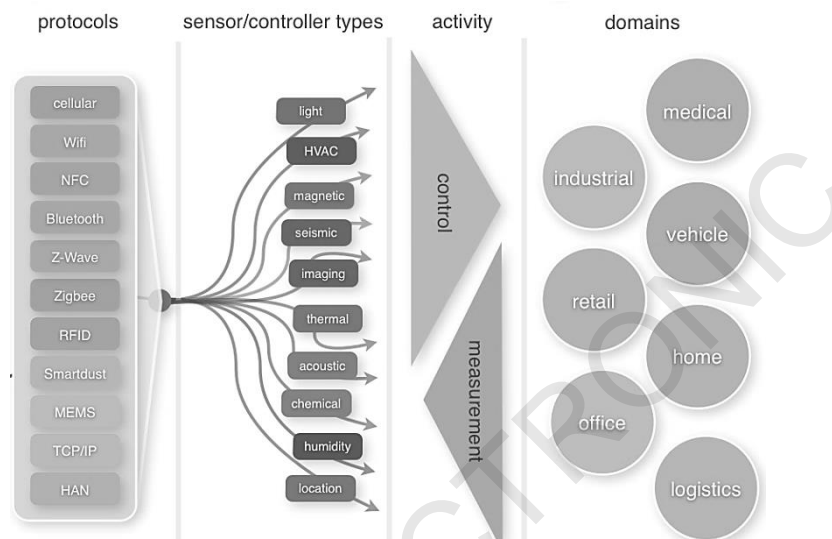 protocols
sensor/controller types
activity
domains
cellular
Wifi
NFC
Bluetooth
Z-Wave
Zigbee
RFID
Smartdust
MEMS
TCP/IP
HAN
light
HVAC
magnetic
seismic
imaging
thermal
acoustic
chemical
humidity
location
control
measurement
medical
industrial
vehicle
retail
home
office
logistics
CTRONIC